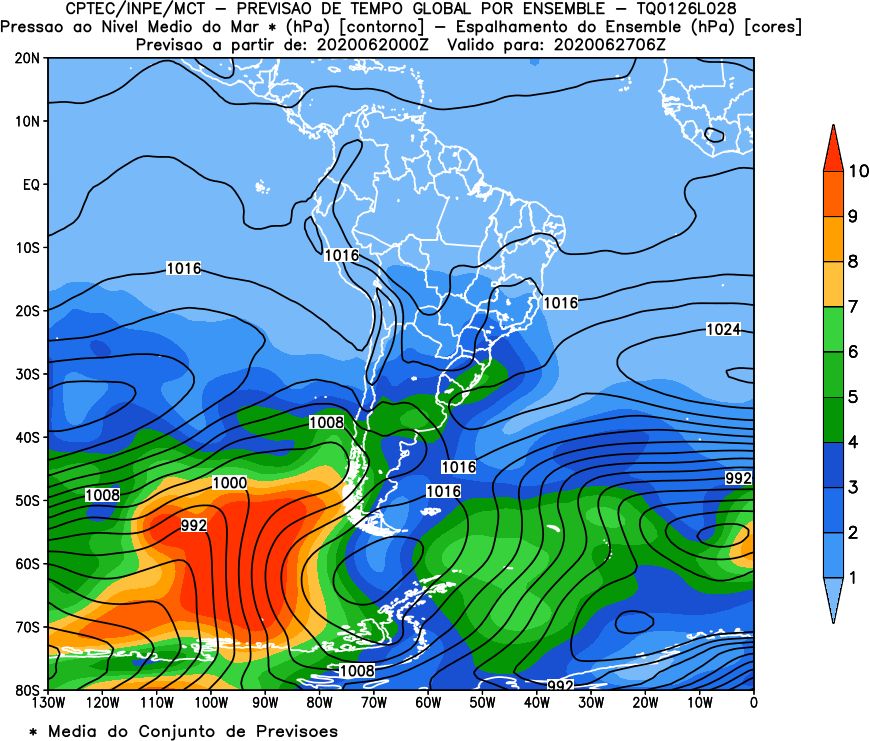 CPTEC/INPE/MCT – PREVISAO DE TEMPO GLOBAL POR ENSEMBLE – TQ0126L028
Pressao ao Nivel Medio do Mar * (hPa) [contorno] – Espalhamento do Ensemble (hPa) [cores]
Previsao a partir de: 2020062000Z Valido para: 2020062706Z
20N
10N
EQ
10S
20S
30S
40S
50S
60S
70S
80S
1016
1016
1016
1024
1008
1016
1016
1008
1000
992
992
1008
992
130W 120W 110W 100W 90W 80W 70W 60W 50W 40W 30W 20W 10W 0
10
9
8
7
6
5
4
3
2
1
* Media do Conjunto de Previsoes